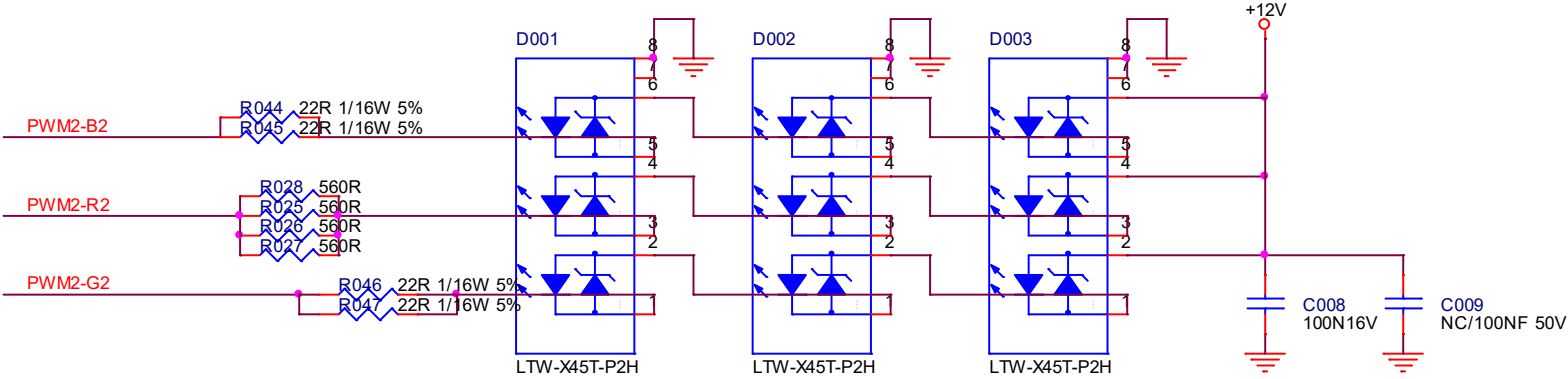 +12V
D001
D002
D003
8
7
6
8
7
6
8
7
6
R044 22R 1/16W 5%
PWM2-B2
R045 22R 1/16W 5%
5
4
5
4
5
4
R028 560R
PWM2-R2
R025 560R
R026 560R
R027 560R
3
2
3
2
3
2
PWM2-G2
R046 22R 1/16W 5%
R047 22R 1/16W 5%
1
1
1
C008
100N16V
C009
NC/100NF 50V
LTW-X45T-P2H
LTW-X45T-P2H
LTW-X45T-P2H